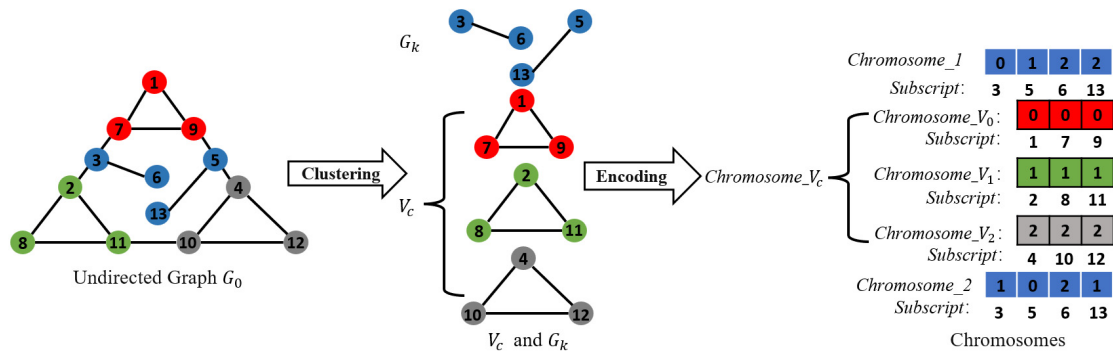 1
7 9
3 5
6
2 4
13
8 11 10 12
Undirected Graph G₀
Clustering
G_k
3 5
6
13
1
7 9
V_c
2
8 11
4
10 12
V_c and G_k
Encoding
Chromosome_V_c
Chromosome_1 0 1 2 2
Subscript: 3 5 6 13
Chromosome_V₀: 0 0 0
Subscript: 1 7 9
Chromosome_V₁: 1 1 1
Subscript: 2 8 11
Chromosome_V₂: 2 2 2
Subscript: 4 10 12
Chromosome_2 1 0 2 1
Subscript: 3 5 6 13
Chromosomes